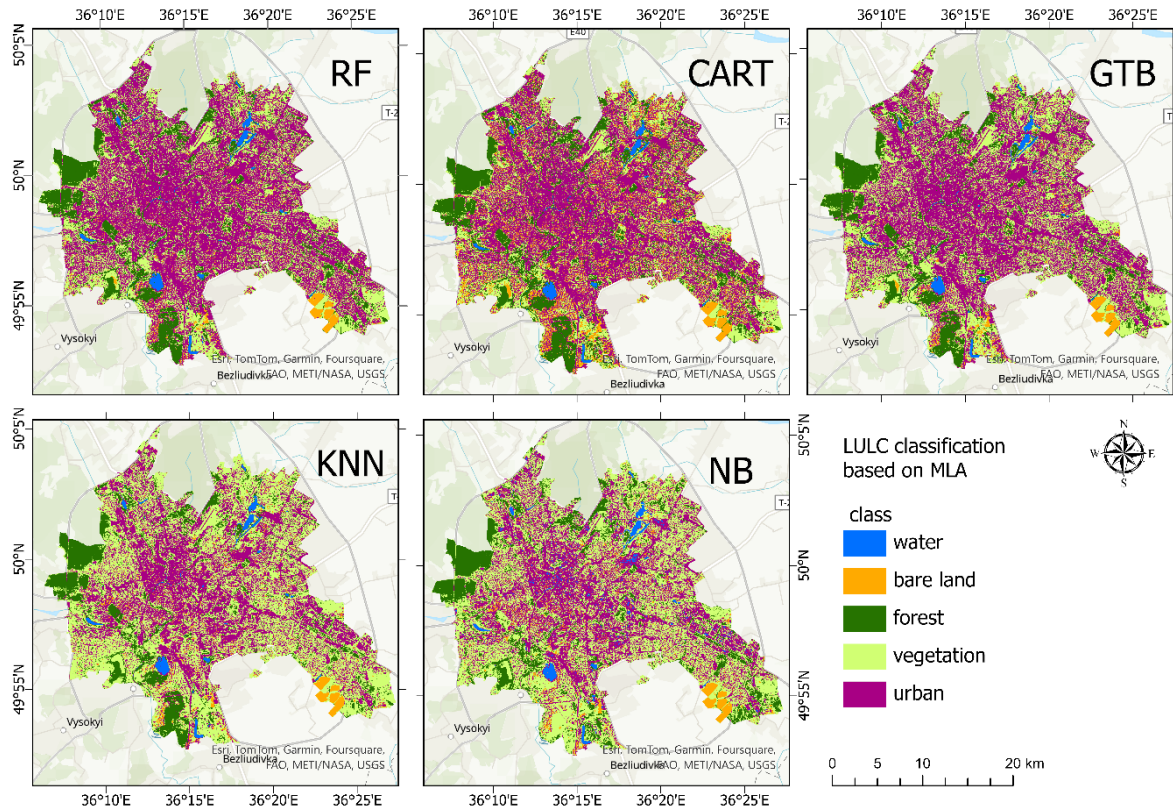 36°10'E 36°15'E 36°20'E 36°25'E 36°10'E 36°15'E 36°20'E 36°25'E 36°10'E 36°15'E 36°20'E 36°25'E
50°5'N
50°N
49°55'N
RF
T-2
Vysokyi
Bezliudivka
Esri, TomTom, Garmin, Foursquare,
FAO, METI/NASA, USGS
E40
CART
T-2
Vysokyi
Bezliudivka
Esri, TomTom, Garmin, Foursquare,
FAO, METI/NASA, USGS
GTB
T
Vysokyi
Bezliudivka
Esri, TomTom, Garmin, Foursquare,
FAO, METI/NASA, USGS
50°5'N
50°N
49°55'N
KNN
T-
Vysokyi
Bezliudivka
Esri, TomTom, Garmin, Foursquare,
FAO, METI/NASA, USGS
NB
T-2
Vysokyi
Bezliudivka
Esri, TomTom, Garmin, Foursquare,
FAO, METI/NASA, USGS
50°5'N
50°N
49°55'N
36°10'E 36°15'E 36°20'E 36°25'E 36°10'E 36°15'E 36°20'E 36°25'E
LULC classification
based on MLA
N
W E
S
class
water
bare land
forest
vegetation
urban
0 5 10 20 km